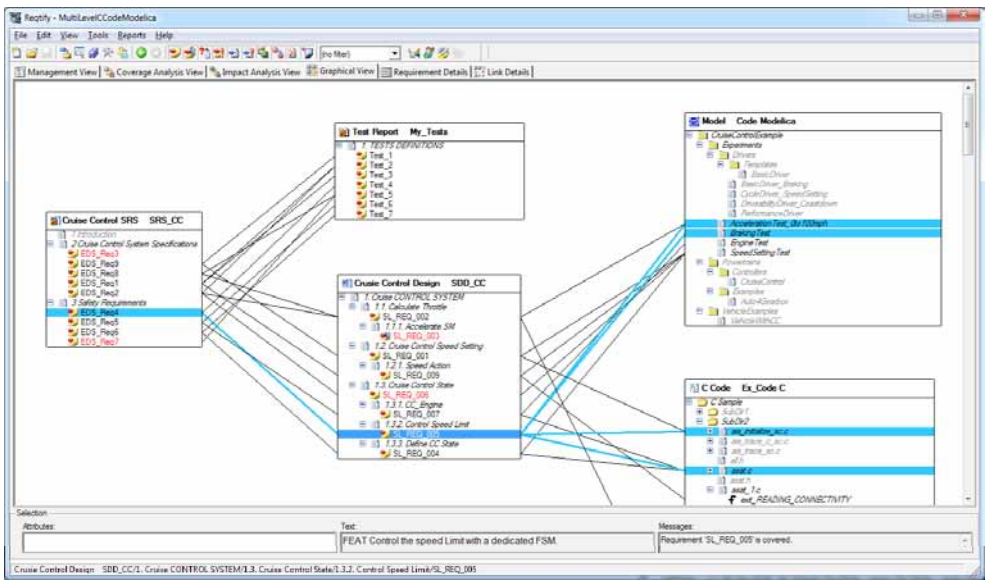 Reqtify - MultiLevelCCodeModelica
File Edit View Tools Reports Help
(no filter)
Management View Coverage Analysis View Impact Analysis View Graphical View Requirement Details Link Details
Test Report My_Tests
1. TESTS DEFINITIONS
Test_1
Test_2
Test_3
Test_4
Test_5
Test_6
Test_7
Cruise Control SRS SRS_CC
1 Introduction
2 Cruise Control System Specifications
EDS_Req3
EDS_Req9
EDS_Req8
EDS_Req1
EDS_Req2
3 Safety Requirements
EDS_Req4
EDS_Req5
EDS_Req6
EDS_Req7
Crusie Control Design SDD_CC
1. Cruise CONTROL SYSTEM
1.1. Calculate Throttle
SL_REQ_002
1.1.1. Accelerate SM
SL_REQ_003
1.2. Cruise Control Speed Setting
SL_REQ_001
1.2.1. Speed Action
SL_REQ_009
1.3. Cruise Control State
SL_REQ_006
1.3.1. CC_Engine
SL_REQ_007
1.3.2. Control Speed Limit
SL_REQ_005
1.3.3. Define CC State
SL_REQ_004
Model Code Modelica
CruiseControlExample
Experiments
Drivers
Templates
BasicDriver
BasicDriver_Braking
CycleDriver_SpeedSetting
DriveabilityDriver_Coastdown
PerformanceDriver
AccelerationTest_0to100mph
BrakingTest
EngineTest
SpeedSettingTest
Powertrains
Controllers
CruiseControl
Examples
Auto4Gearbox
VehicleExamples
VehicleWithCC
C Code Ex_Code C
C Sample
SubDir1
SubDir2
all.h
asat.c
asat.h
asat_1.c
ext_READING_CONNECTIVITY
Selection
Attributes:
Text:
FEAT Control the speed Limit with a dedicated FSM.
Messages:
Requirement 'SL_REQ_005' is covered.
Crusie Control Design SDD_CC/1. Cruise CONTROL SYSTEM/1.3. Cruise Control State/1.3.2. Control Speed Limit/SL_REQ_005